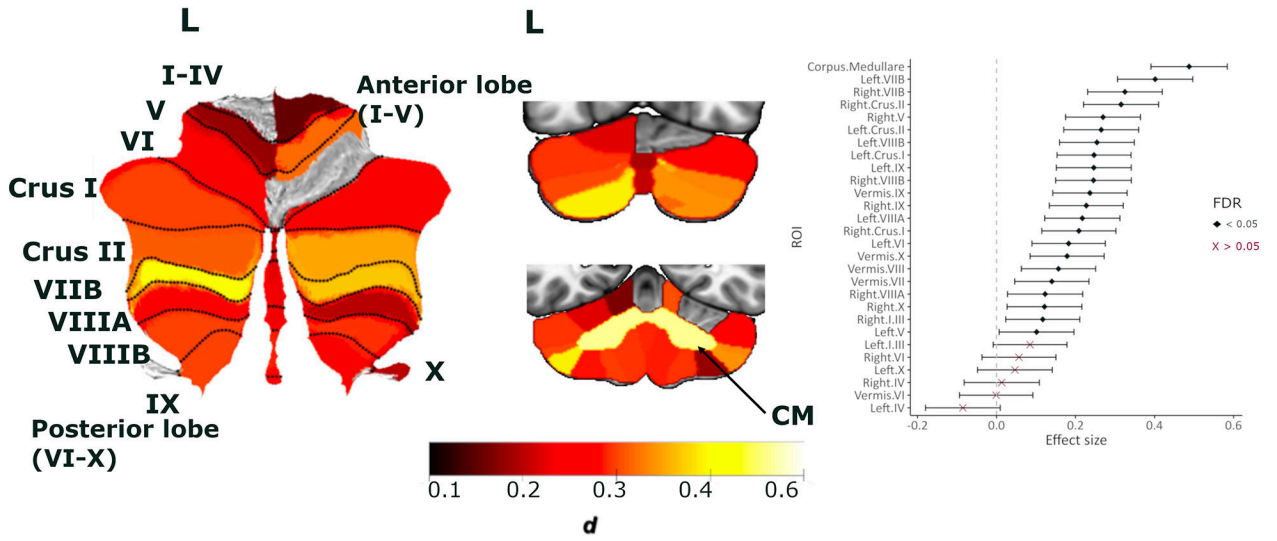 L
I-IV
V
VI
Crus I
Crus II
VIIB
VIIIA
VIIIB
IX
X
Anterior lobe
(I-V)
Posterior lobe
(VI-X)
L
CM
0.1 0.2 0.3 0.4 0.6
d
ROI
Corpus.Medullare
Left.VIIB
Right.VIIB
Right.Crus.II
Right.V
Left.Crus.II
Left.VIIIB
Left.Crus.I
Left.IX
Right.VIIIB
Vermis.IX
Right.IX
Left.VIIIA
Right.Crus.I
Left.VI
Vermis.X
Vermis.VIII
Vermis.VII
Right.VIIIA
Right.X
Right.I.III
Left.V
Left.I.III
Right.VI
Left.X
Right.IV
Vermis.VI
Left.IV
-0.2 0.0 0.2 0.4 0.6
Effect size
FDR
< 0.05
> 0.05